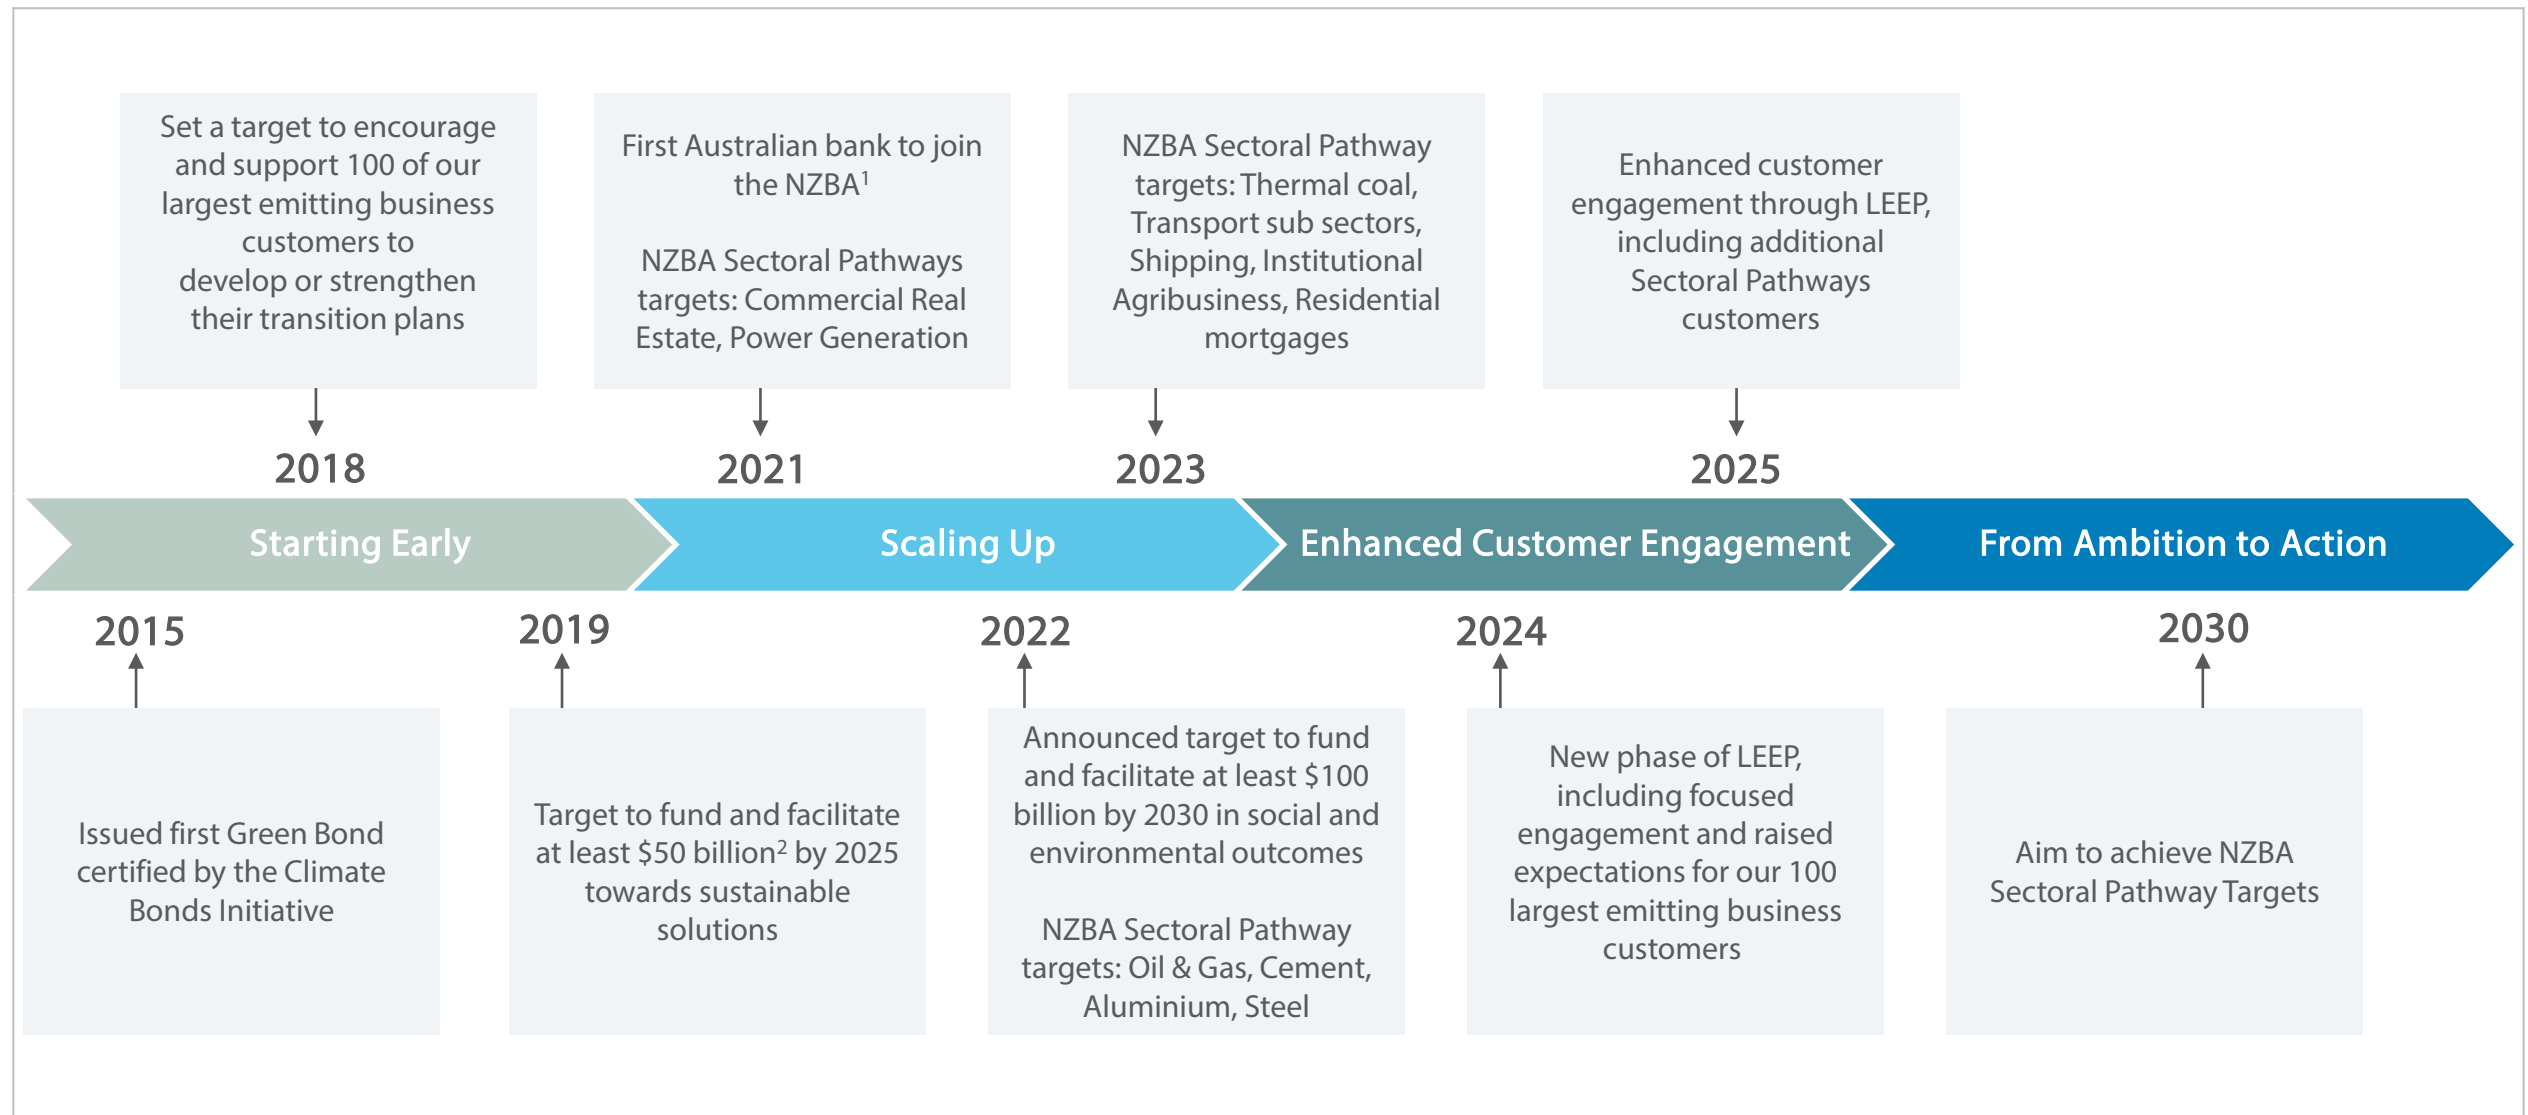 Set a target to encourage
and support 100 of our
largest emitting business
customers to
develop or strengthen
their transition plans
First Australian bank to join
the NZBA¹
NZBA Sectoral Pathways
targets: Commercial Real
Estate, Power Generation
NZBA Sectoral Pathway
targets: Thermal coal,
Transport sub sectors,
Shipping, Institutional
Agribusiness, Residential
mortgages
Enhanced customer
engagement through LEEP,
including additional
Sectoral Pathways
customers
2018
2021
2023
2025
Starting Early
Scaling Up
Enhanced Customer Engagement
From Ambition to Action
2015
2019
2022
2024
2030
Issued first Green Bond
certified by the Climate
Bonds Initiative
Target to fund and facilitate
at least $50 billion² by 2025
towards sustainable
solutions
Announced target to fund
and facilitate at least $100
billion by 2030 in social and
environmental outcomes
NZBA Sectoral Pathway
targets: Oil & Gas, Cement,
Aluminium, Steel
New phase of LEEP,
including focused
engagement and raised
expectations for our 100
largest emitting business
customers
Aim to achieve NZBA
Sectoral Pathway Targets